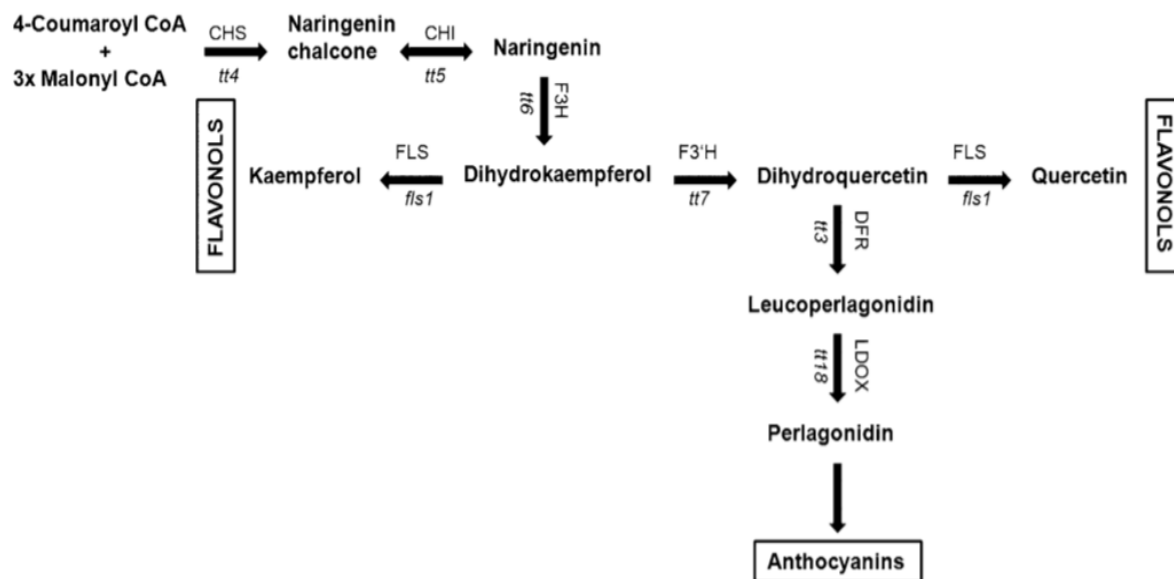 4-Coumaroyl CoA
+
3x Malonyl CoA
CHS
tt4
Naringenin
chalcone
CHI
tt5
Naringenin
F3H
tt6
FLAVONOLS
Kaempferol
FLS
fls1
Dihydrokaempferol
F3'H
tt7
Dihydroquercetin
FLS
fls1
Quercetin
FLAVONOLS
DFR
tt3
Leucoperlagonidin
LDOX
tt18
Perlagonidin
Anthocyanins